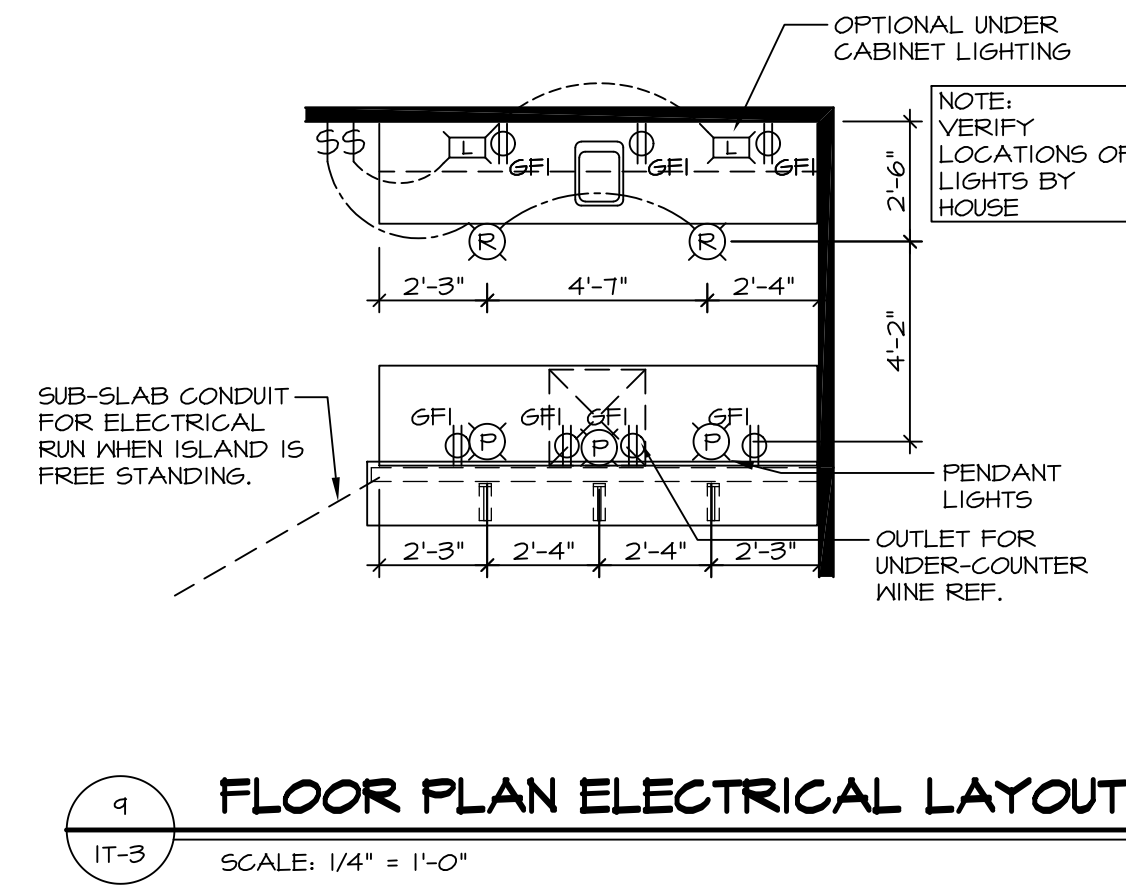 OPTIONAL UNDER
CABINET LIGHTING
NOTE:
VERIFY
LOCATIONS OF
LIGHTS BY
HOUSE
SS
L
L
GFI
GFI
GFI
2'-6"
R
R
2'-3"
4'-7"
2'-4"
4'-2"
SUB-SLAB CONDUIT
FOR ELECTRICAL
RUN WHEN ISLAND IS
FREE STANDING.
GFI
GFI
GFI
GFI
P
P
P
PENDANT
LIGHTS
OUTLET FOR
UNDER-COUNTER
WINE REF.
2'-3"
2'-4"
2'-4"
2'-3"
9
IT-3
FLOOR PLAN ELECTRICAL LAYOUT
SCALE: 1/4" = 1'-0"